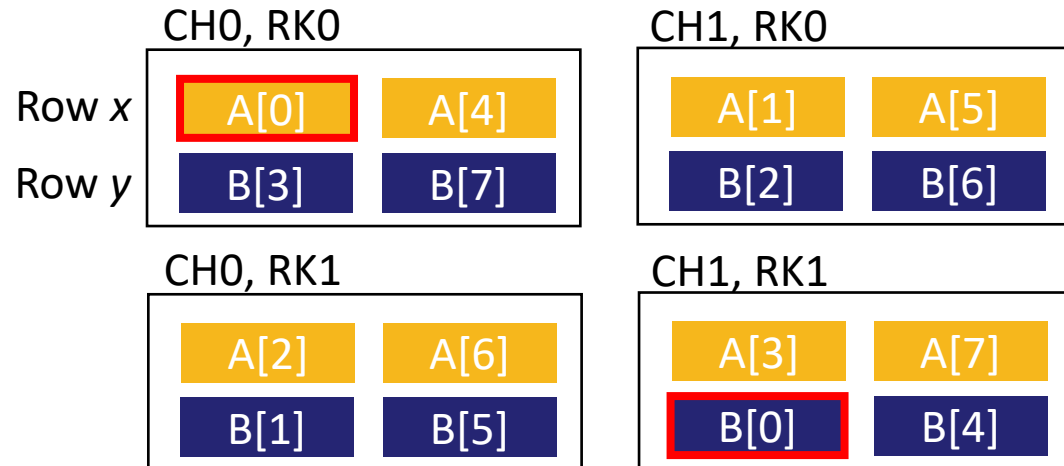 CH0, RK0 CH1, RK0
Row x A[0] A[4] A[1] A[5]
Row y B[3] B[7] B[2] B[6]
CH0, RK1 CH1, RK1
A[2] A[6] A[3] A[7]
B[1] B[5] B[0] B[4]